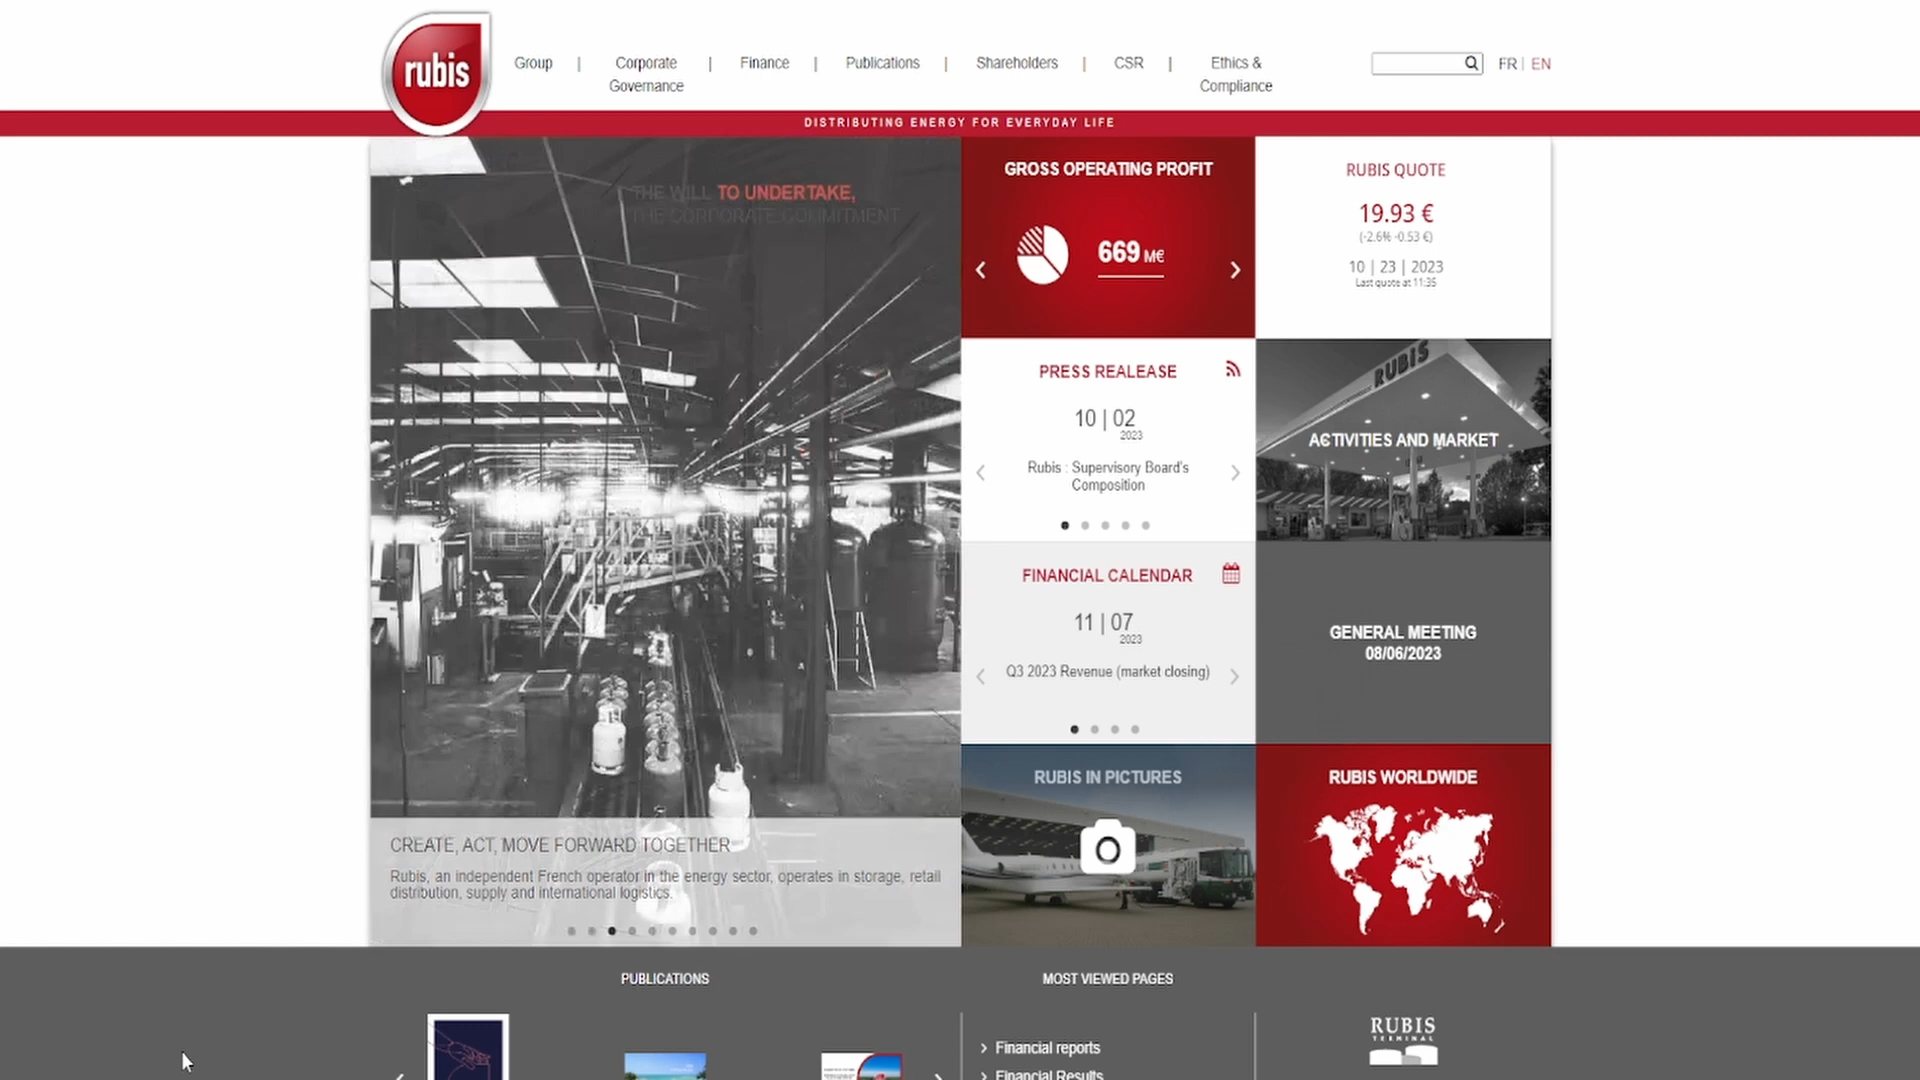 rubis
Group
Corporate
Governance
Finance
Publications
Shareholders
CSR
Ethics &
Compliance
FR | EN
DISTRIBUTING ENERGY FOR EVERYDAY LIFE
THE WILL TO UNDERTAKE,
THE CORPORATE COMMITMENT
CREATE, ACT, MOVE FORWARD TOGETHER
Rubis, an independent French operator in the energy sector, operates in storage, retail
distribution, supply and international logistics.
GROSS OPERATING PROFIT
669 M€
RUBIS QUOTE
19.93 €
(-2.6% -0.53 €)
10 | 23 | 2023
Last quote at 11:35
PRESS REALEASE
10 | 02
2023
Rubis : Supervisory Board's
Composition
RUBIS
ACTIVITIES AND MARKET
FINANCIAL CALENDAR
11 | 07
2023
Q3 2023 Revenue (market closing)
GENERAL MEETING
08/06/2023
RUBIS IN PICTURES
RUBIS WORLDWIDE
PUBLICATIONS
MOST VIEWED PAGES
Financial reports
Financial Results
RUBIS
TERMINAL